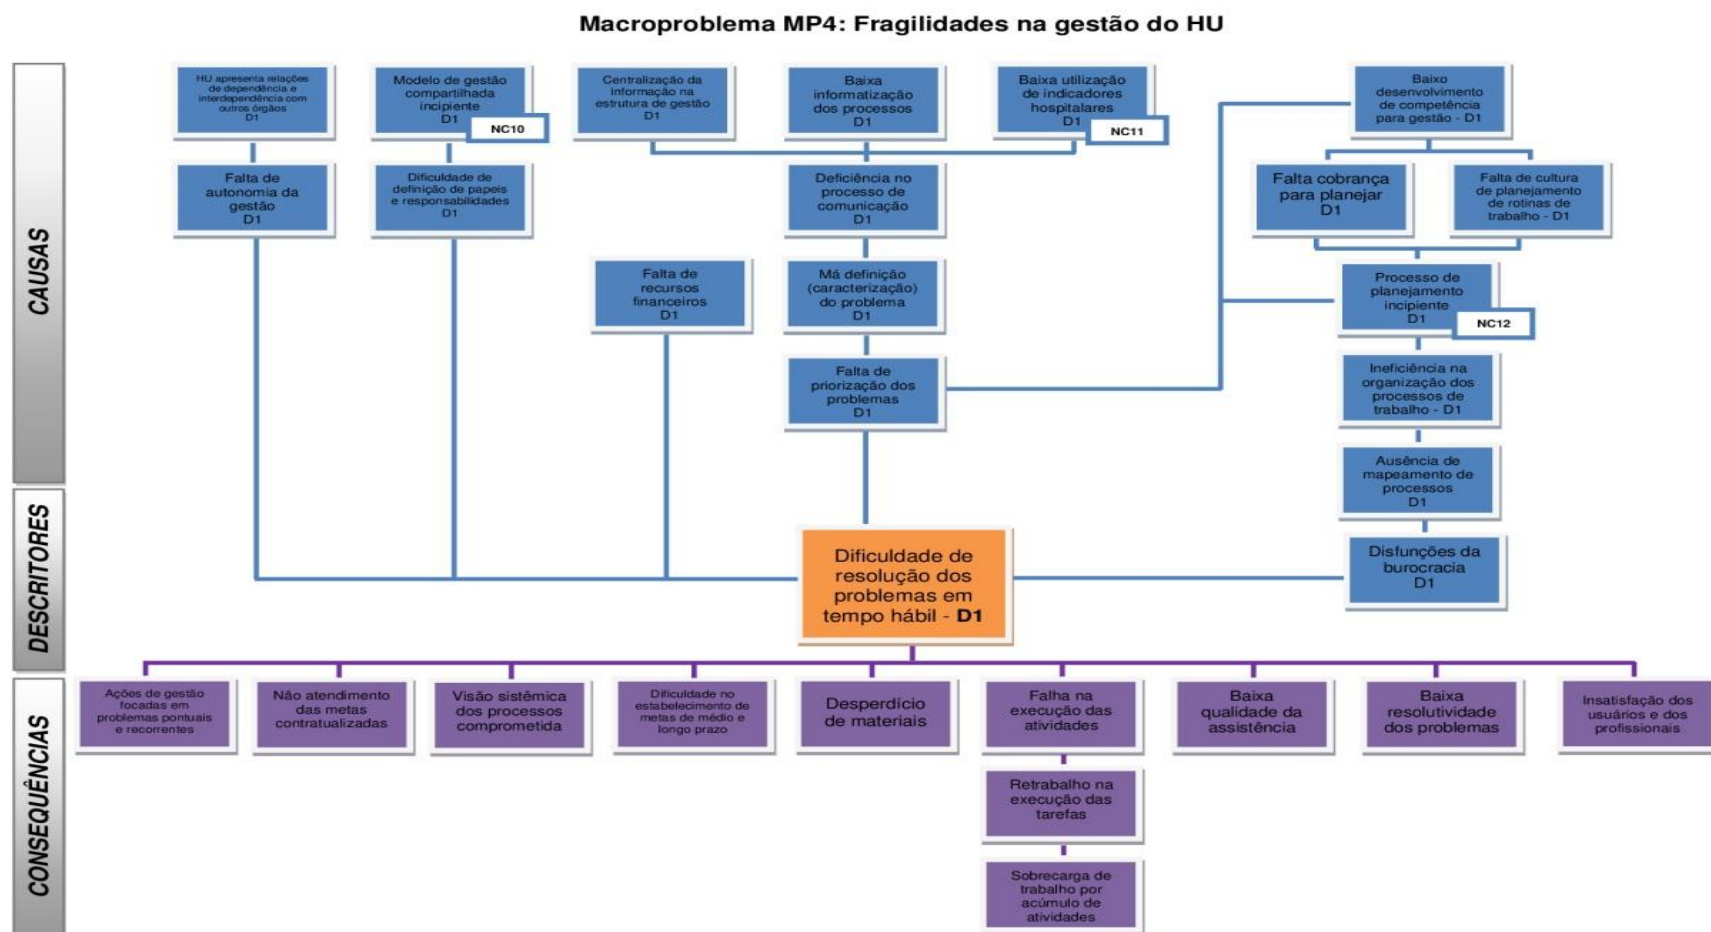 Macroproblema MP4: Fragilidades na gestão do HU
CAUSAS
HU apresenta relações
de dependência e
interdependência com
outros órgãos
D1
Modelo de gestão
compartilhada
incipiente
D1
NC10
Centralização da
informação na
estrutura de gestão
D1
Baixa
informatização
dos processos
D1
Baixa utilização
de indicadores
hospitalares
D1
NC11
Baixo
desenvolvimento
de competência
para gestão - D1
Falta de
autonomia da
gestão
D1
Dificuldade de
definição de papeis
e responsabilidades
D1
Deficiência no
processo de
comunicação
D1
Falta cobrança
para planejar
D1
Falta de cultura
de planejamento
de rotinas de
trabalho - D1
Falta de
recursos
financeiros
D1
Má definição
(caracterização)
do problema
D1
Processo de
planejamento
incipiente
D1
NC12
Falta de
priorização dos
problemas
D1
Ineficiência na
organização dos
processos de
trabalho - D1
Ausência de
mapeamento de
processos
D1
DESCRITORES
Dificuldade de
resolução dos
problemas em
tempo hábil - D1
Disfunções da
burocracia
D1
CONSEQUÊNCIAS
Ações de gestão
focadas em
problemas pontuais
e recorrentes
Não atendimento
das metas
contratualizadas
Visão sistêmica
dos processos
comprometida
Dificuldade no
estabelecimento de
metas de médio e
longo prazo
Desperdício
de materiais
Falha na
execução das
atividades
Baixa
qualidade da
assistência
Baixa
resolutividade
dos problemas
Insatisfação dos
usuários e dos
profissionais
Retrabalho na
execução das
tarefas
Sobrecarga de
trabalho por
acúmulo de
atividades